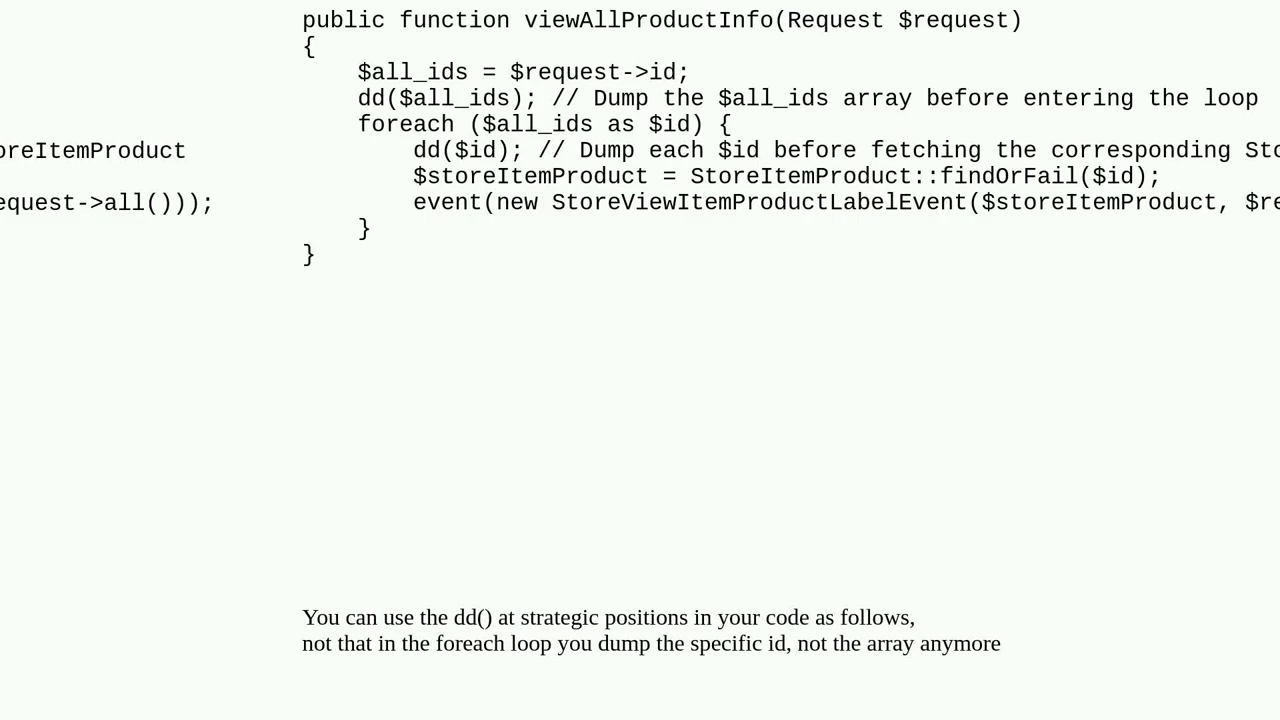 public function viewAllProductInfo(Request $request)
{
    $all_ids = $request->id;
    dd($all_ids); // Dump the $all_ids array before entering the loop
    foreach ($all_ids as $id) {
        dd($id); // Dump each $id before fetching the corresponding
        $storeItemProduct = StoreItemProduct::findOrFail($id);
        event(new StoreViewItemProductLabelEvent($storeItemProduct,
    }
}
oreItemProduct
equest->all()));
You can use the dd() at strategic positions in your code as follows,
not that in the foreach loop you dump the specific id, not the array anymore